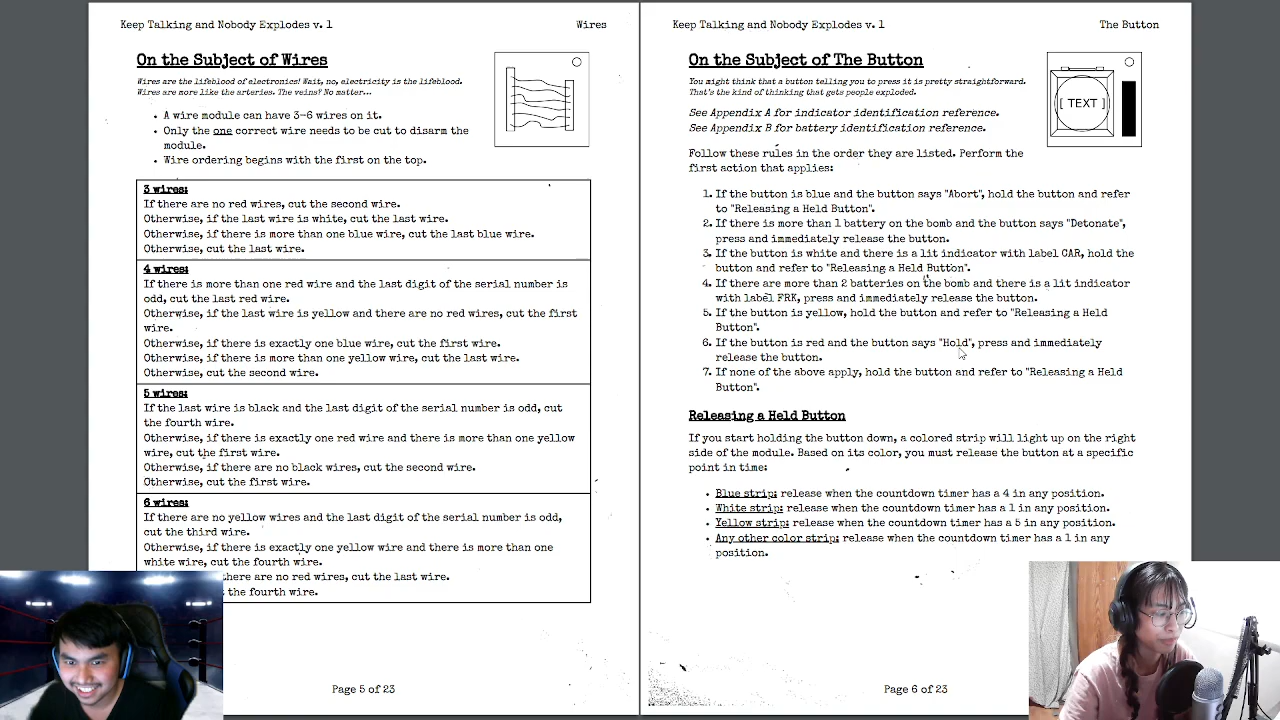 Keep Talking and Nobody Explodes v. 1
Wires
On the Subject of Wires
Wires are the lifeblood of electronics! Wait, no, electricity is the lifeblood.
Wires are more like the arteries. The veins? No matter...
• A wire module can have 3-6 wires on it.
• Only the one correct wire needs to be cut to disarm the
module.
• Wire ordering begins with the first on the top.
3 wires:
If there are no red wires, cut the second wire.
Otherwise, if the last wire is white, cut the last wire.
Otherwise, if there is more than one blue wire, cut the last blue wire.
Otherwise, cut the last wire.
4 wires:
If there is more than one red wire and the last digit of the serial number is
odd, cut the last red wire.
Otherwise, if the last wire is yellow and there are no red wires, cut the first
wire.
Otherwise, if there is exactly one blue wire, cut the first wire.
Otherwise, if there is more than one yellow wire, cut the last wire.
Otherwise, cut the second wire.
5 wires:
If the last wire is black and the last digit of the serial number is odd, cut
the fourth wire.
Otherwise, if there is exactly one red wire and there is more than one yellow
wire, cut the first wire.
Otherwise, if there are no black wires, cut the second wire.
Otherwise, cut the first wire.
6 wires:
If there are no yellow wires and the last digit of the serial number is odd,
cut the third wire.
Otherwise, if there is exactly one yellow wire and there is more than one
white wire, cut the fourth wire.
there are no red wires, cut the last wire.
the fourth wire.
Page 5 of 23
Keep Talking and Nobody Explodes v. 1
The Button
On the Subject of The Button
You might think that a button telling you to press it is pretty straightforward.
That's the kind of thinking that gets people exploded.
See Appendix A for indicator identification reference.
See Appendix B for battery identification reference.
[ TEXT ]
Follow these rules in the order they are listed. Perform the
first action that applies:
1. If the button is blue and the button says "Abort", hold the button and refer
to "Releasing a Held Button".
2. If there is more than 1 battery on the bomb and the button says "Detonate",
press and immediately release the button.
3. If the button is white and there is a lit indicator with label CAR, hold the
button and refer to "Releasing a Held Button".
4. If there are more than 2 batteries on the bomb and there is a lit indicator
with label FRK, press and immediately release the button.
5. If the button is yellow, hold the button and refer to "Releasing a Held
Button".
6. If the button is red and the button says "Hold", press and immediately
release the button.
7. If none of the above apply, hold the button and refer to "Releasing a Held
Button".
Releasing a Held Button
If you start holding the button down, a colored strip will light up on the right
side of the module. Based on its color, you must release the button at a specific
point in time:
• Blue strip: release when the countdown timer has a 4 in any position.
• White strip: release when the countdown timer has a 1 in any position.
• Yellow strip: release when the countdown timer has a 5 in any position.
• Any other color strip: release when the countdown timer has a 1 in any
position.
Page 6 of 23